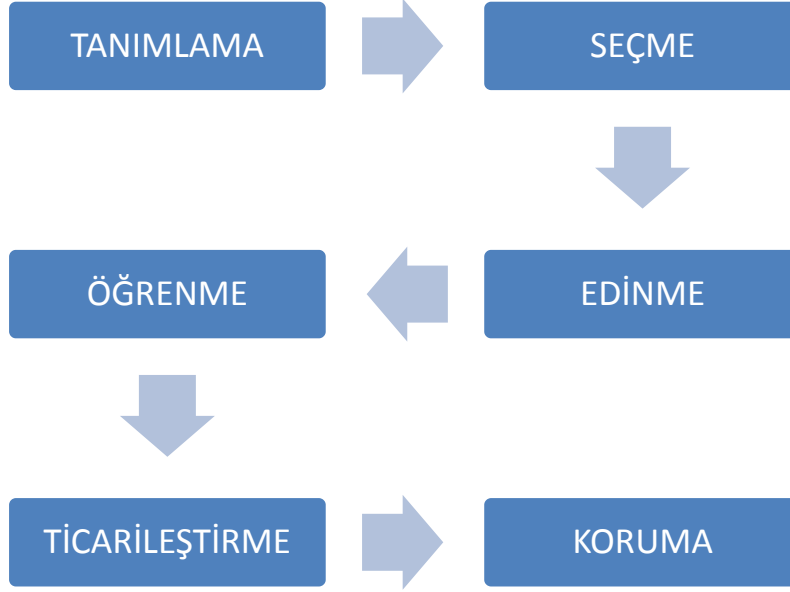 TANIMLAMA
SEÇME
EDİNME
ÖĞRENME
TİCARİLEŞTİRME
KORUMA